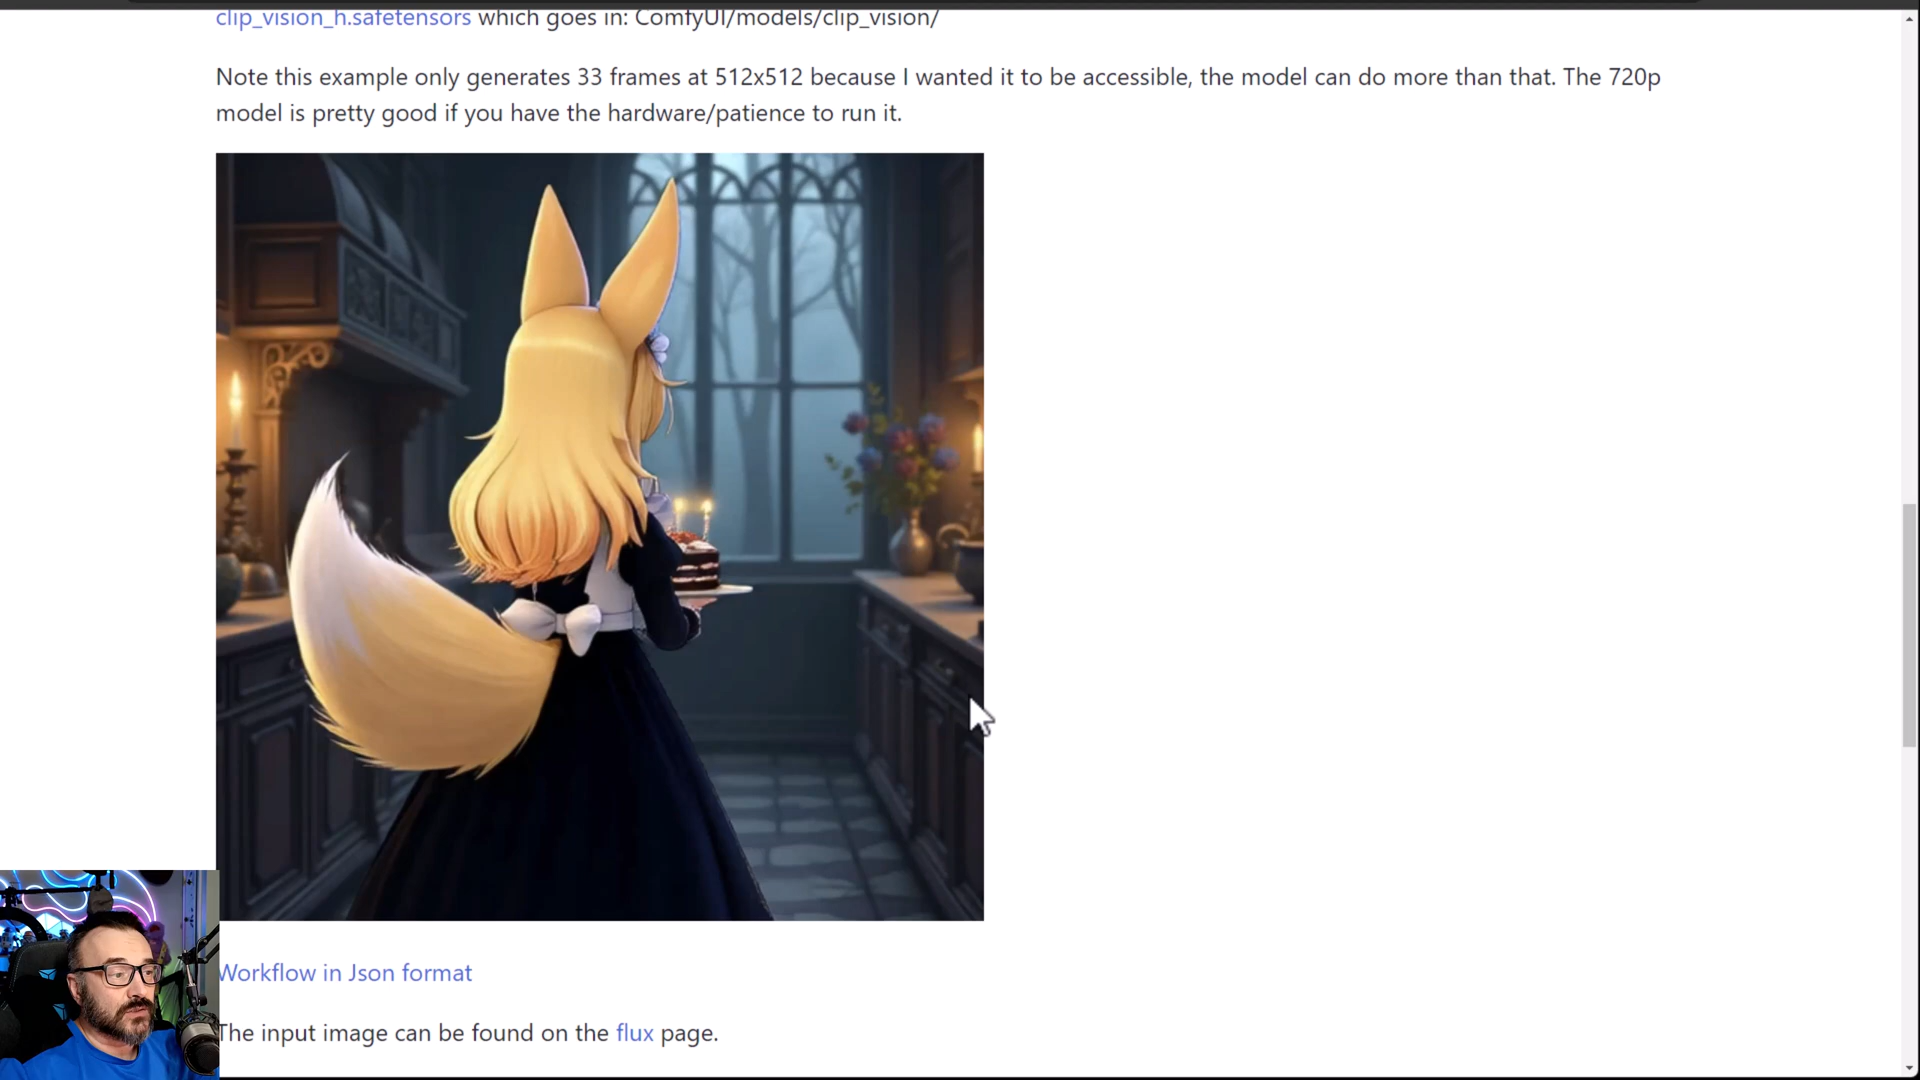 clip_vision_h.safetensors which goes in: ComfyUI/models/clip_vision/
Note this example only generates 33 frames at 512x512 because I wanted it to be accessible, the model can do more than that. The 720p
model is pretty good if you have the hardware/patience to run it.
Workflow in Json format
The input image can be found on the flux page.